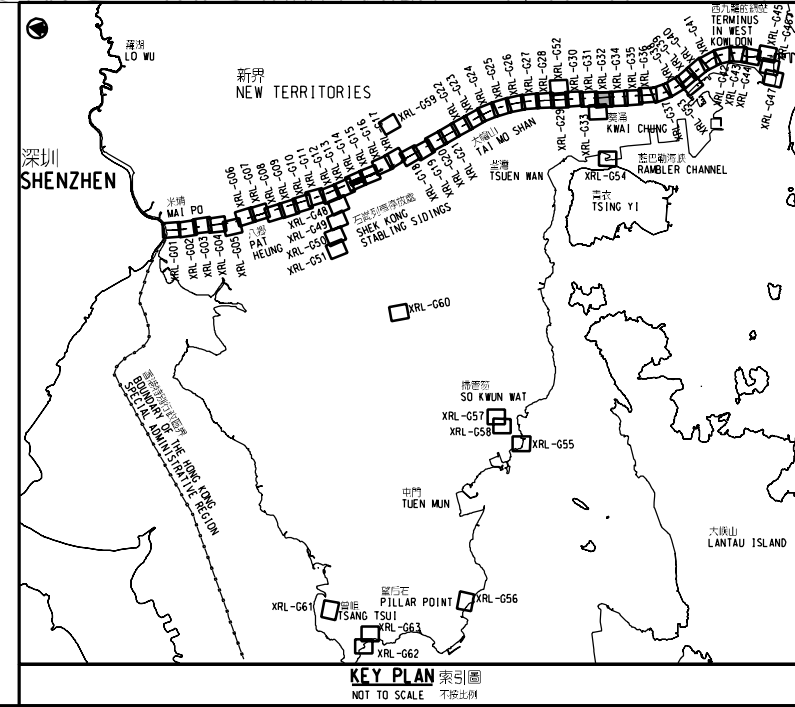 羅湖
LO WU
新界
NEW TERRITORIES
深圳
SHENZHEN
米埔
MAI PO
八鄉
PAT
HEUNG
石崗列車停放處
SHEK KONG
STABLING SIDINGS
大帽山
TAI MO SHAN
荃灣
TSUEN WAN
葵涌
KWAI CHUNG
藍巴勒海峽
RAMBLER CHANNEL
青衣
TSING YI
TERMINUS
IN WEST
KOWLOON
XRL-G01
XRL-G02
XRL-G03
XRL-G04
XRL-G05
XRL-G06
XRL-G07
XRL-G08
XRL-G09
XRL-G10
XRL-G11
XRL-G12
XRL-G13
XRL-G14
XRL-G15
XRL-G16
XRL-G17
XRL-G18
XRL-G19
XRL-G20
XRL-G21
XRL-G22
XRL-G23
XRL-G24
XRL-G25
XRL-G26
XRL-G27
XRL-G28
XRL-G52
XRL-G29
XRL-G30
XRL-G31
XRL-G32
XRL-G33
XRL-G34
XRL-G35
XRL-G36
XRL-G37
XRL-G40
XRL-G41
XRL-G42
XRL-G43
XRL-G44
XRL-G45
XRL-G47
XRL-G48
XRL-G49
XRL-G50
XRL-G51
XRL-G59
XRL-G54
XRL-G60
掃管笏
SO KWUN WAT
XRL-G57
XRL-G58
XRL-G55
屯門
TUEN MUN
大嶼山
LANTAU ISLAND
香港特別行政區界
BOUNDARY OF THE HONG KONG
SPECIAL ADMINISTRATIVE REGION
望后石
PILLAR POINT
XRL-G56
XRL-G61
曾咀
TSANG TSUI
XRL-G63
XRL-G62
KEY PLAN 索引圖
NOT TO SCALE 不按比例